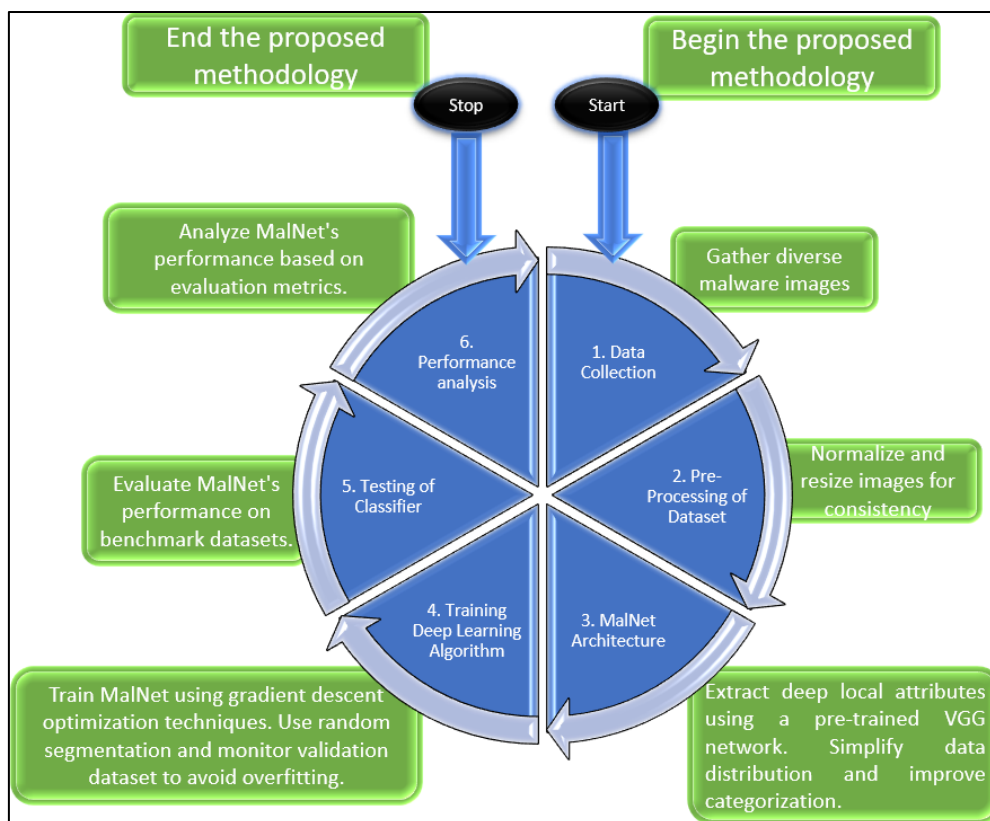 End the proposed
methodology
Begin the proposed
methodology
Stop
Start
Analyze MalNet's
performance based on
evaluation metrics.
Gather diverse
malware images
6.
Performance
analysis
1. Data
Collection
Evaluate MalNet's
performance on
benchmark datasets.
5. Testing of
Classifier
2. Pre-
Processing of
Dataset
Normalize and
resize images for
consistency
4. Training
Deep Learning
Algorithm
3. MalNet
Architecture
Train MalNet using gradient descent
optimization techniques. Use random
segmentation and monitor validation
dataset to avoid overfitting.
Extract deep local attributes
using a pre-trained VGG
network. Simplify data
distribution and improve
categorization.